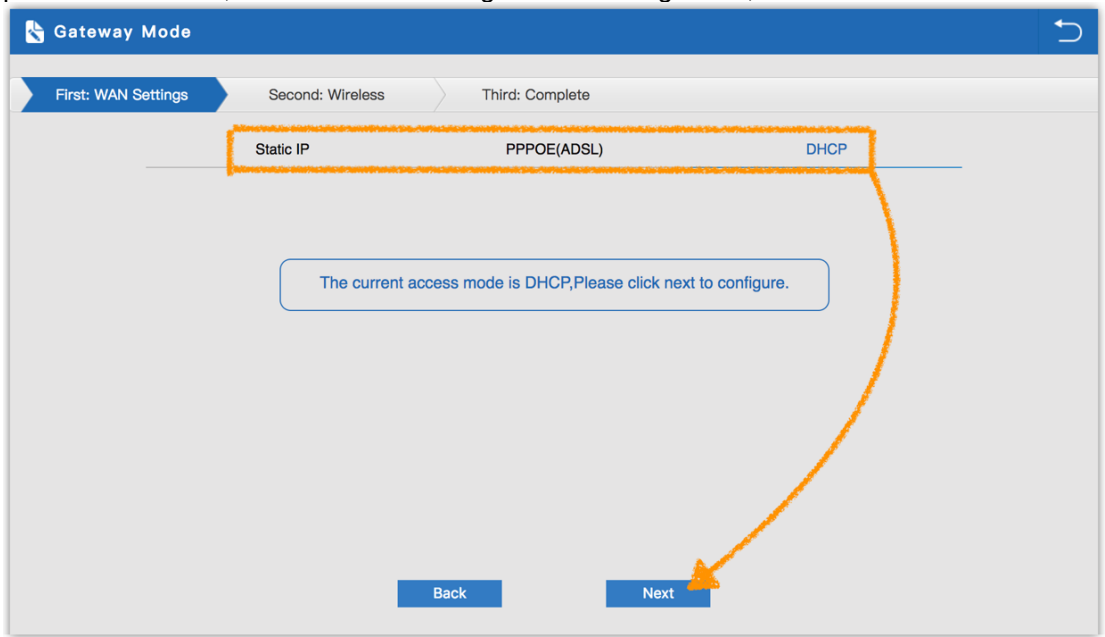 Gateway Mode
First: WAN Settings Second: Wireless Third: Complete
Static IP PPPOE(ADSL) DHCP
The current access mode is DHCP,Please click next to configure.
Back Next